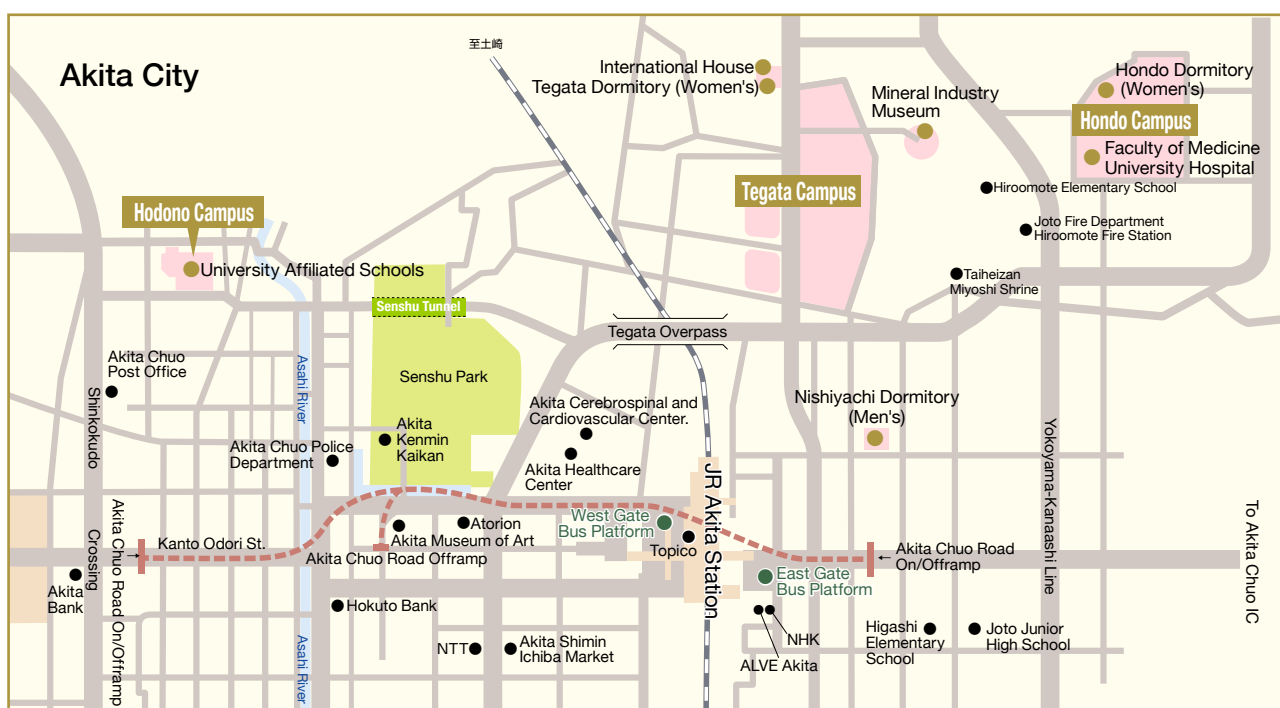 至土崎
Akita City
International House
Tegata Dormitory (Women's)
Mineral Industry
Museum
Hondo Dormitory
(Women's)
Hondo Campus
Faculty of Medicine
University Hospital
Tegata Campus
Hiroomote Elementary School
Joto Fire Department
Hiroomote Fire Station
Hodono Campus
University Affiliated Schools
Taiheizan
Miyoshi Shrine
Senshu Tunnel
Tegata Overpass
Akita Chuo
Post Office
Asahi River
Senshu Park
Shinkokudo
Akita Cerebrospinal and
Cardiovascular Center.
Nishiyachi Dormitory
(Men's)
Akita
Kenmin
Kaikan
Akita Chuo Police
Department
Akita Healthcare
Center
JR Akita Station
Yokoyama-Kanaashi Line
To Akita Chuo IC
Akita Chuo Road On/Offramp
Crossing
Kanto Odori St.
Atorion
Akita Museum of Art
Akita Chuo Road Offramp
West Gate
Bus Platform
Topico
Akita Chuo Road
On/Offramp
East Gate
Bus Platform
Akita
Bank
Hokuto Bank
Asahi River
NTT
Akita Shimin
Ichiba Market
NHK
ALVE Akita
Higashi
Elementary
School
Joto Junior
High School